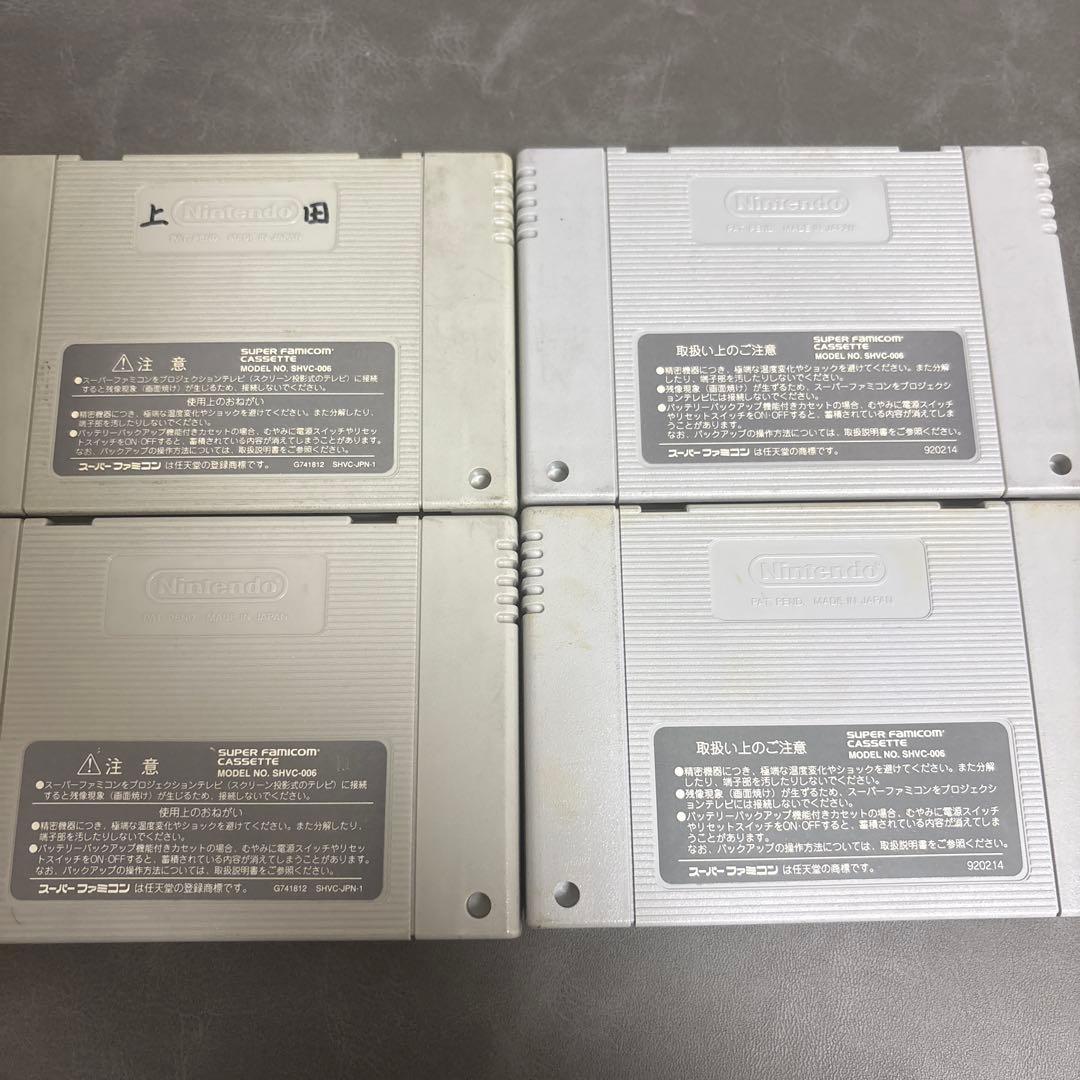 上 Nintendo 田
PAT. PEND. MADE IN JAPAN
⚠注 意
SUPER FAMICOM
CASSETTE
MODEL NO. SHVC-006
●スーパーファミコンをプロジェクションテレビ（スクリーン投影式のテレビ）に接続
すると残像現象（画面焼け）が生じるため、接続しないでください。
使用上のおねがい
●精密機器につき、極端な温度変化やショックを避けてください。また分解したり、
端子部を汚したりしないでください。
●バッテリーバックアップ機能付きカセットの場合、むやみに電源スイッチやリセッ
トスイッチをON・OFFすると、蓄積されている内容が消えてしまうことがあります。
なお、バックアップの操作方法については、取扱説明書をご参照ください。
スーパーファミコン は任天堂の登録商標です。 G741812 SHVC-JPN-1
Nintendo
PAT. PEND. MADE IN JAPAN
取扱い上のご注意
SUPER FAMICOM
CASSETTE
MODEL NO. SHVC-006
●精密機器につき、極端な温度変化やショックを避けてください。また分解
したり、端子部を汚したりしないでください。
●残像現象（画面焼け）が生ずるため、スーパーファミコンをプロジェクシ
ョンテレビには接続しないでください。
●バッテリーバックアップ機能付きカセットの場合、むやみに電源スイッチ
やリセットスイッチをON・OFFすると、蓄積されている内容が消えてしま
うことがあります。
なお、バックアップの操作方法については、取扱説明書をご参照ください。
スーパーファミコン は任天堂の商標です。 920214
Nintendo
PAT. PEND. MADE IN JAPAN
⚠注 意
SUPER FAMICOM
CASSETTE
MODEL NO. SHVC-006
●スーパーファミコンをプロジェクションテレビ（スクリーン投影式のテレビ）に接続
すると残像現象（画面焼け）が生じるため、接続しないでください。
使用上のおねがい
●精密機器につき、極端な温度変化やショックを避けてください。また分解したり、
端子部を汚したりしないでください。
●バッテリーバックアップ機能付きカセットの場合、むやみに電源スイッチやリセッ
トスイッチをON・OFFすると、蓄積されている内容が消えてしまうことがあります。
なお、バックアップの操作方法については、取扱説明書をご参照ください。
スーパーファミコン は任天堂の登録商標です。 G741812 SHVC-JPN-1
Nintendo
PAT. PEND. MADE IN JAPAN
取扱い上のご注意
SUPER FAMICOM
CASSETTE
MODEL NO. SHVC-006
●精密機器につき、極端な温度変化やショックを避けてください。また分解
したり、端子部を汚したりしないでください。
●残像現象（画面焼け）が生ずるため、スーパーファミコンをプロジェクシ
ョンテレビには接続しないでください。
●バッテリーバックアップ機能付きカセットの場合、むやみに電源スイッチ
やリセットスイッチをON・OFFすると、蓄積されている内容が消えてしま
うことがあります。
なお、バックアップの操作方法については、取扱説明書をご参照ください。
スーパーファミコン は任天堂の商標です。 920214